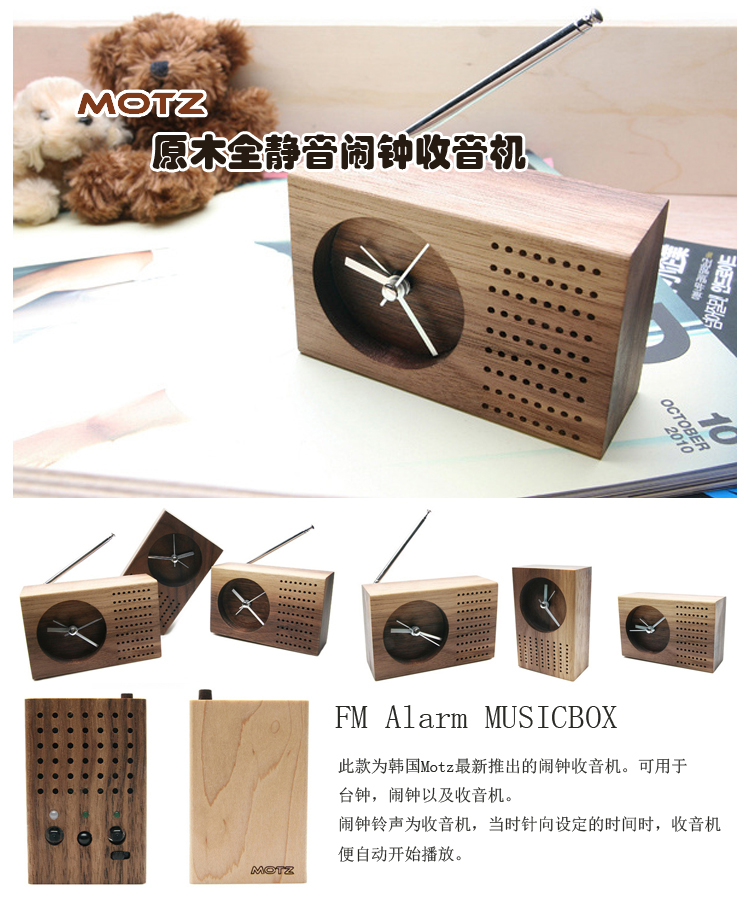 MOTZ
原木全静音闹钟收音机
OCTOBER 10
2010
FM Alarm MUSICBOX
此款为韩国Motz最新推出的闹钟收音机。可用于
台钟，闹钟以及收音机。
闹钟铃声为收音机，当时针向设定的时间时，收音机
便自动开始播放。
MOTZ